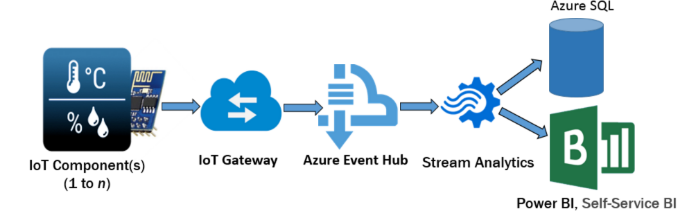 Azure SQL
°C
%
B
IoT Component(s)
(1 to n)
IoT Gateway
Azure Event Hub
Stream Analytics
Power BI, Self-Service BI